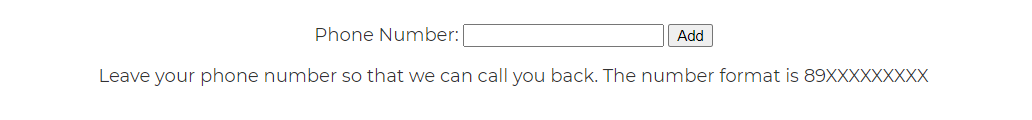 Phone Number: Add
Leave your phone number so that we can call you back. The number format is 89XXXXXXXXX